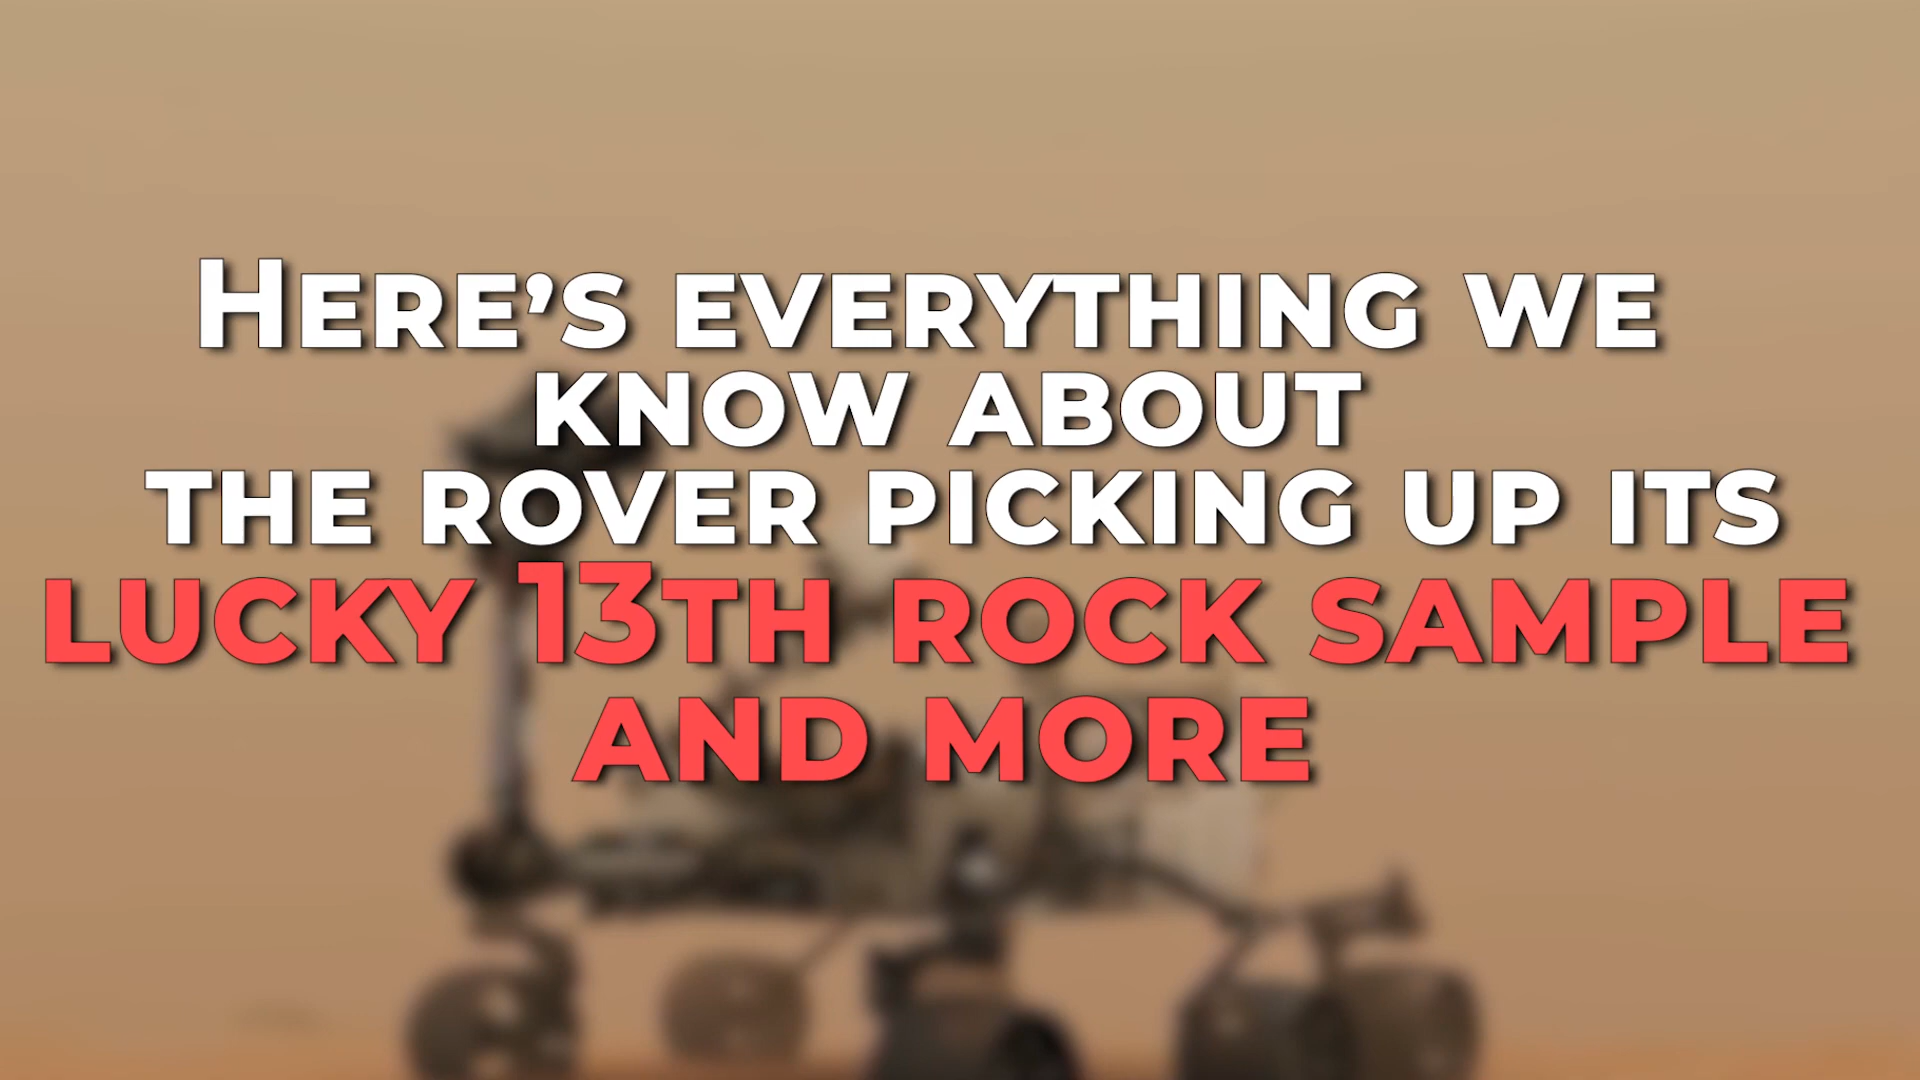 Here’s everything we
know about
the rover picking up its
lucky 13th rock sample
and more